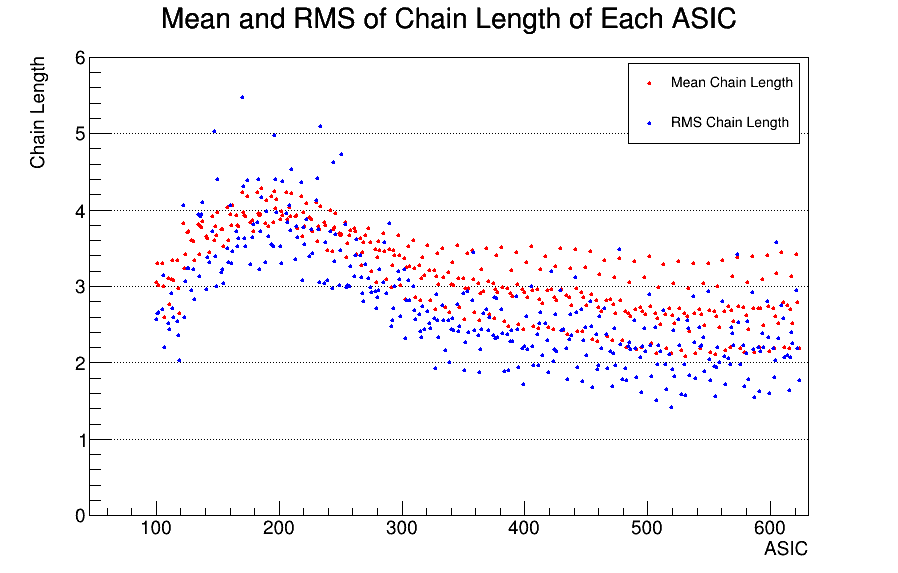 Mean and RMS of Chain Length of Each ASIC
Chain Length
6
5
4
3
2
1
0
Mean Chain Length
RMS Chain Length
100 200 300 400 500 600
ASIC